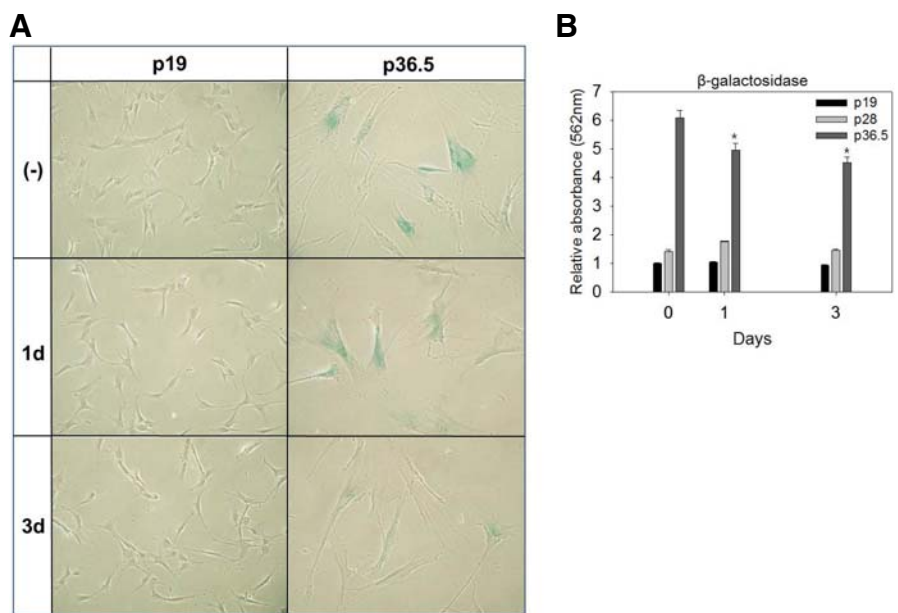 A
p19 p36.5
(-)
1d
3d
B
β-galactosidase
Relative absorbance (562nm)
7
6
5
4
3
2
1
0
p19
p28
p36.5
*
*
0 1 3
Days